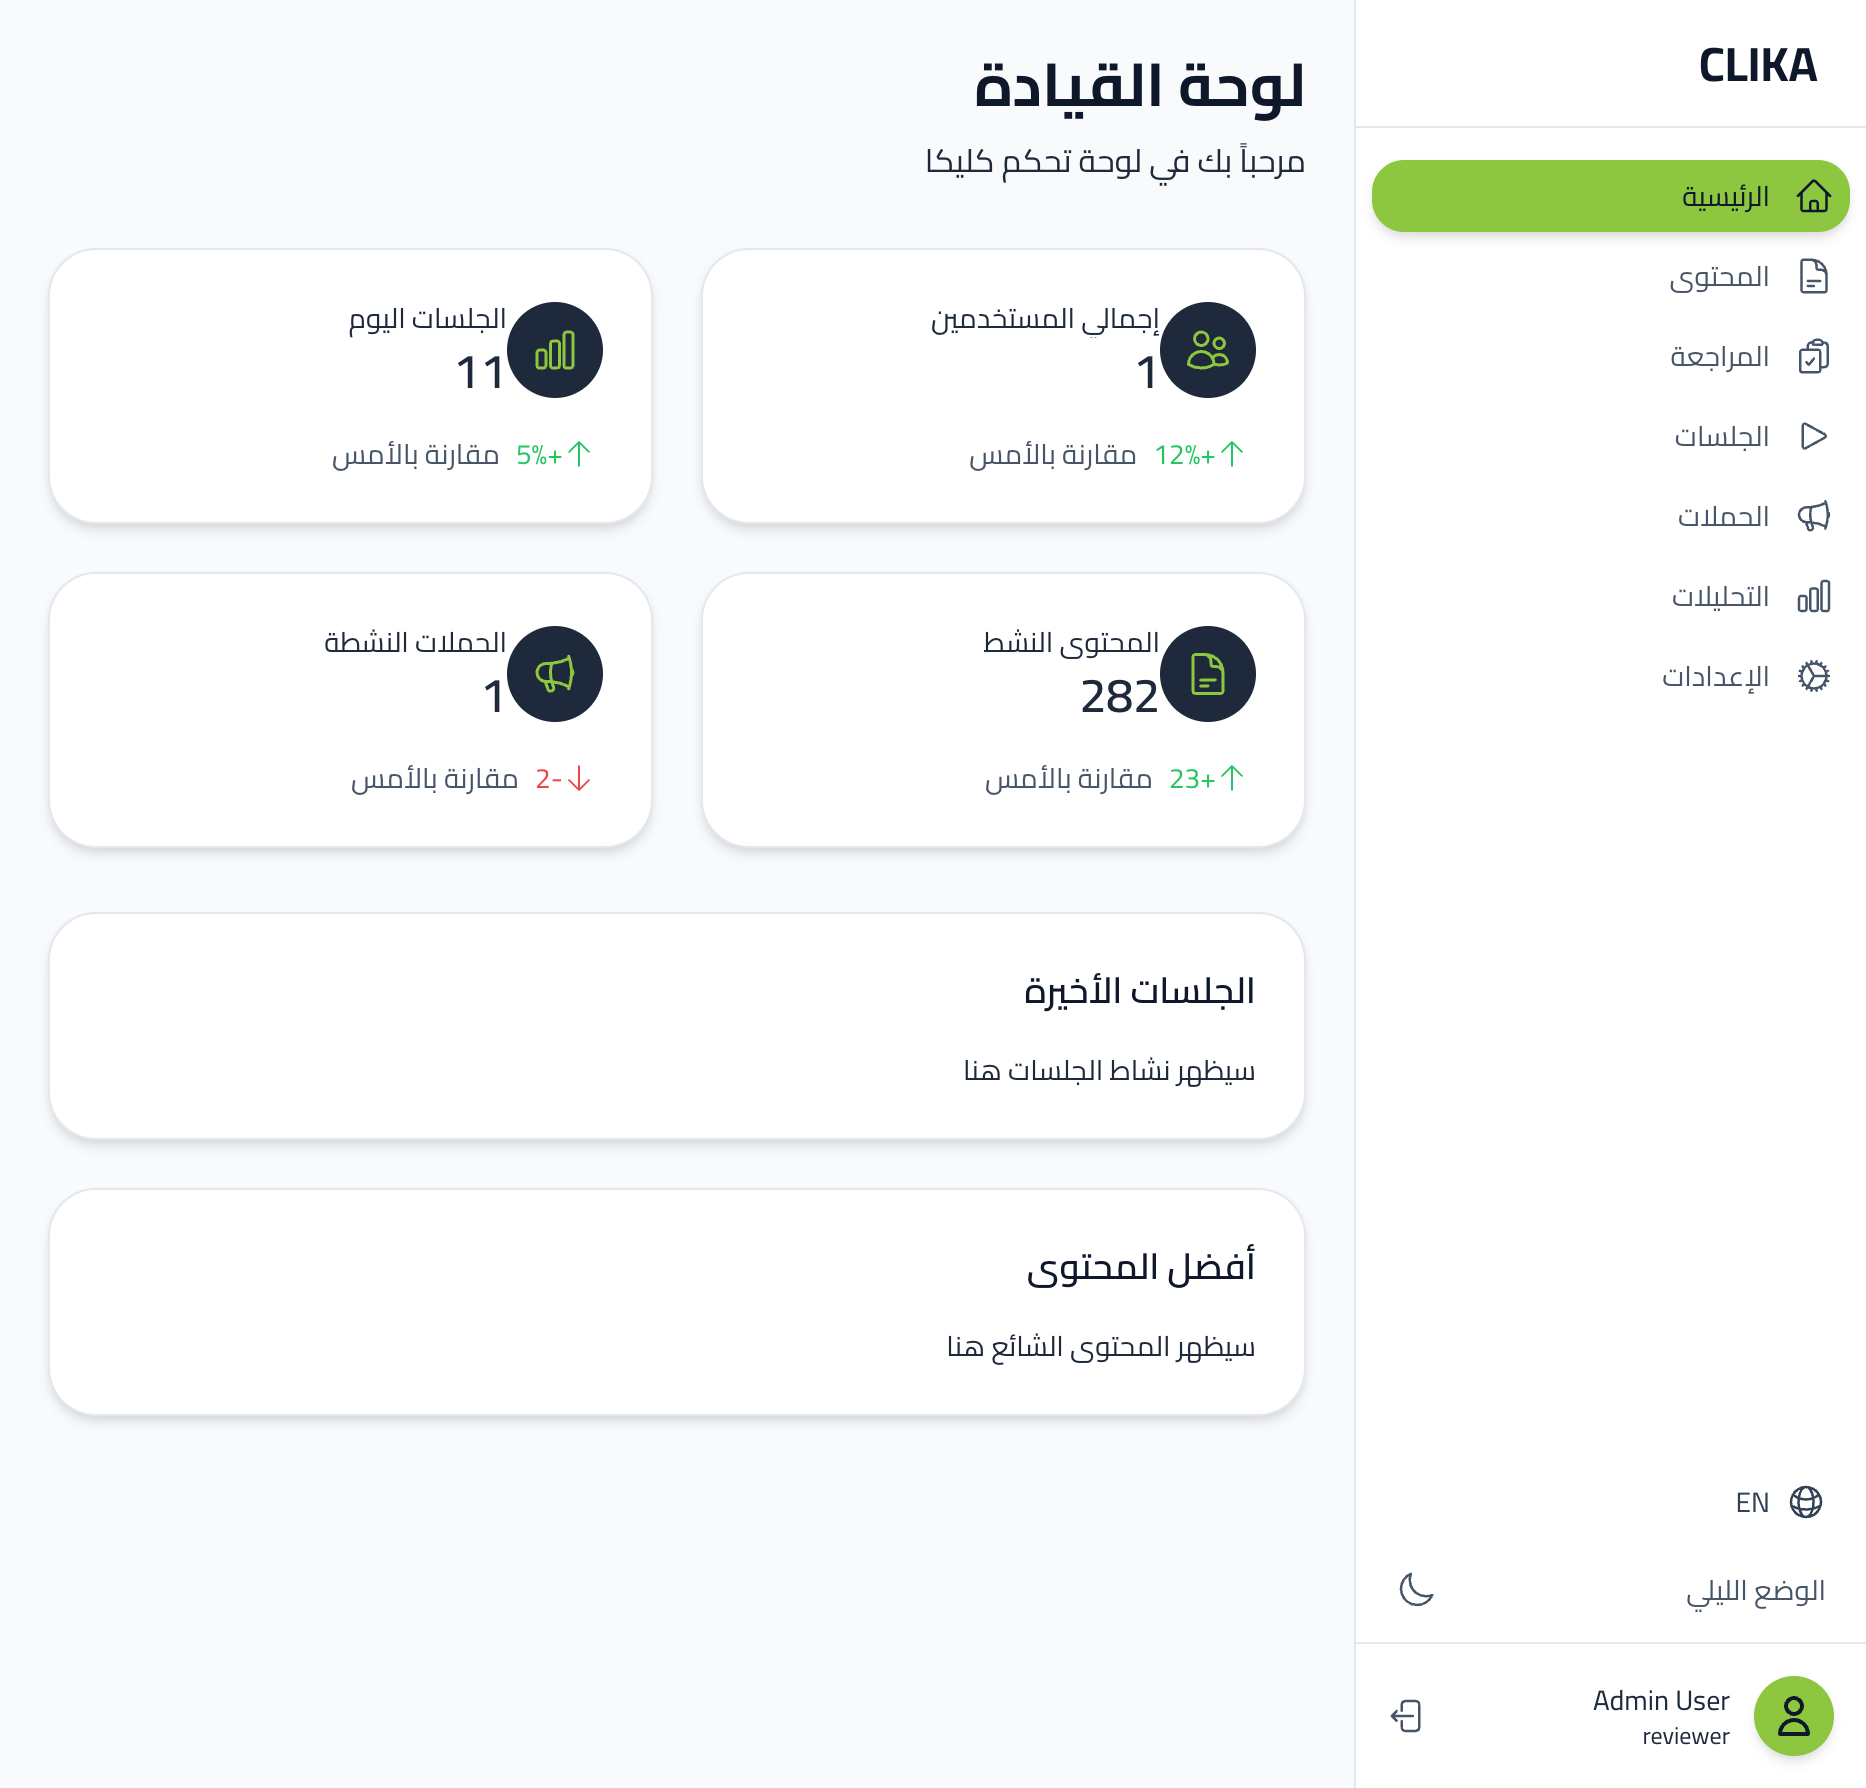 CLIKA
الرئيسية
المحتوى
المراجعة
الجلسات
الحملات
التحليلات
الإعدادات
EN
الوضع الليلي
Admin User
reviewer
لوحة القيادة
مرحباً بك في لوحة تحكم كليكا
إجمالي المستخدمين
1
+12% مقارنة بالأمس
الجلسات اليوم
11
+5% مقارنة بالأمس
المحتوى النشط
282
+23 مقارنة بالأمس
الحملات النشطة
1
-2 مقارنة بالأمس
الجلسات الأخيرة
سيظهر نشاط الجلسات هنا
أفضل المحتوى
سيظهر المحتوى الشائع هنا